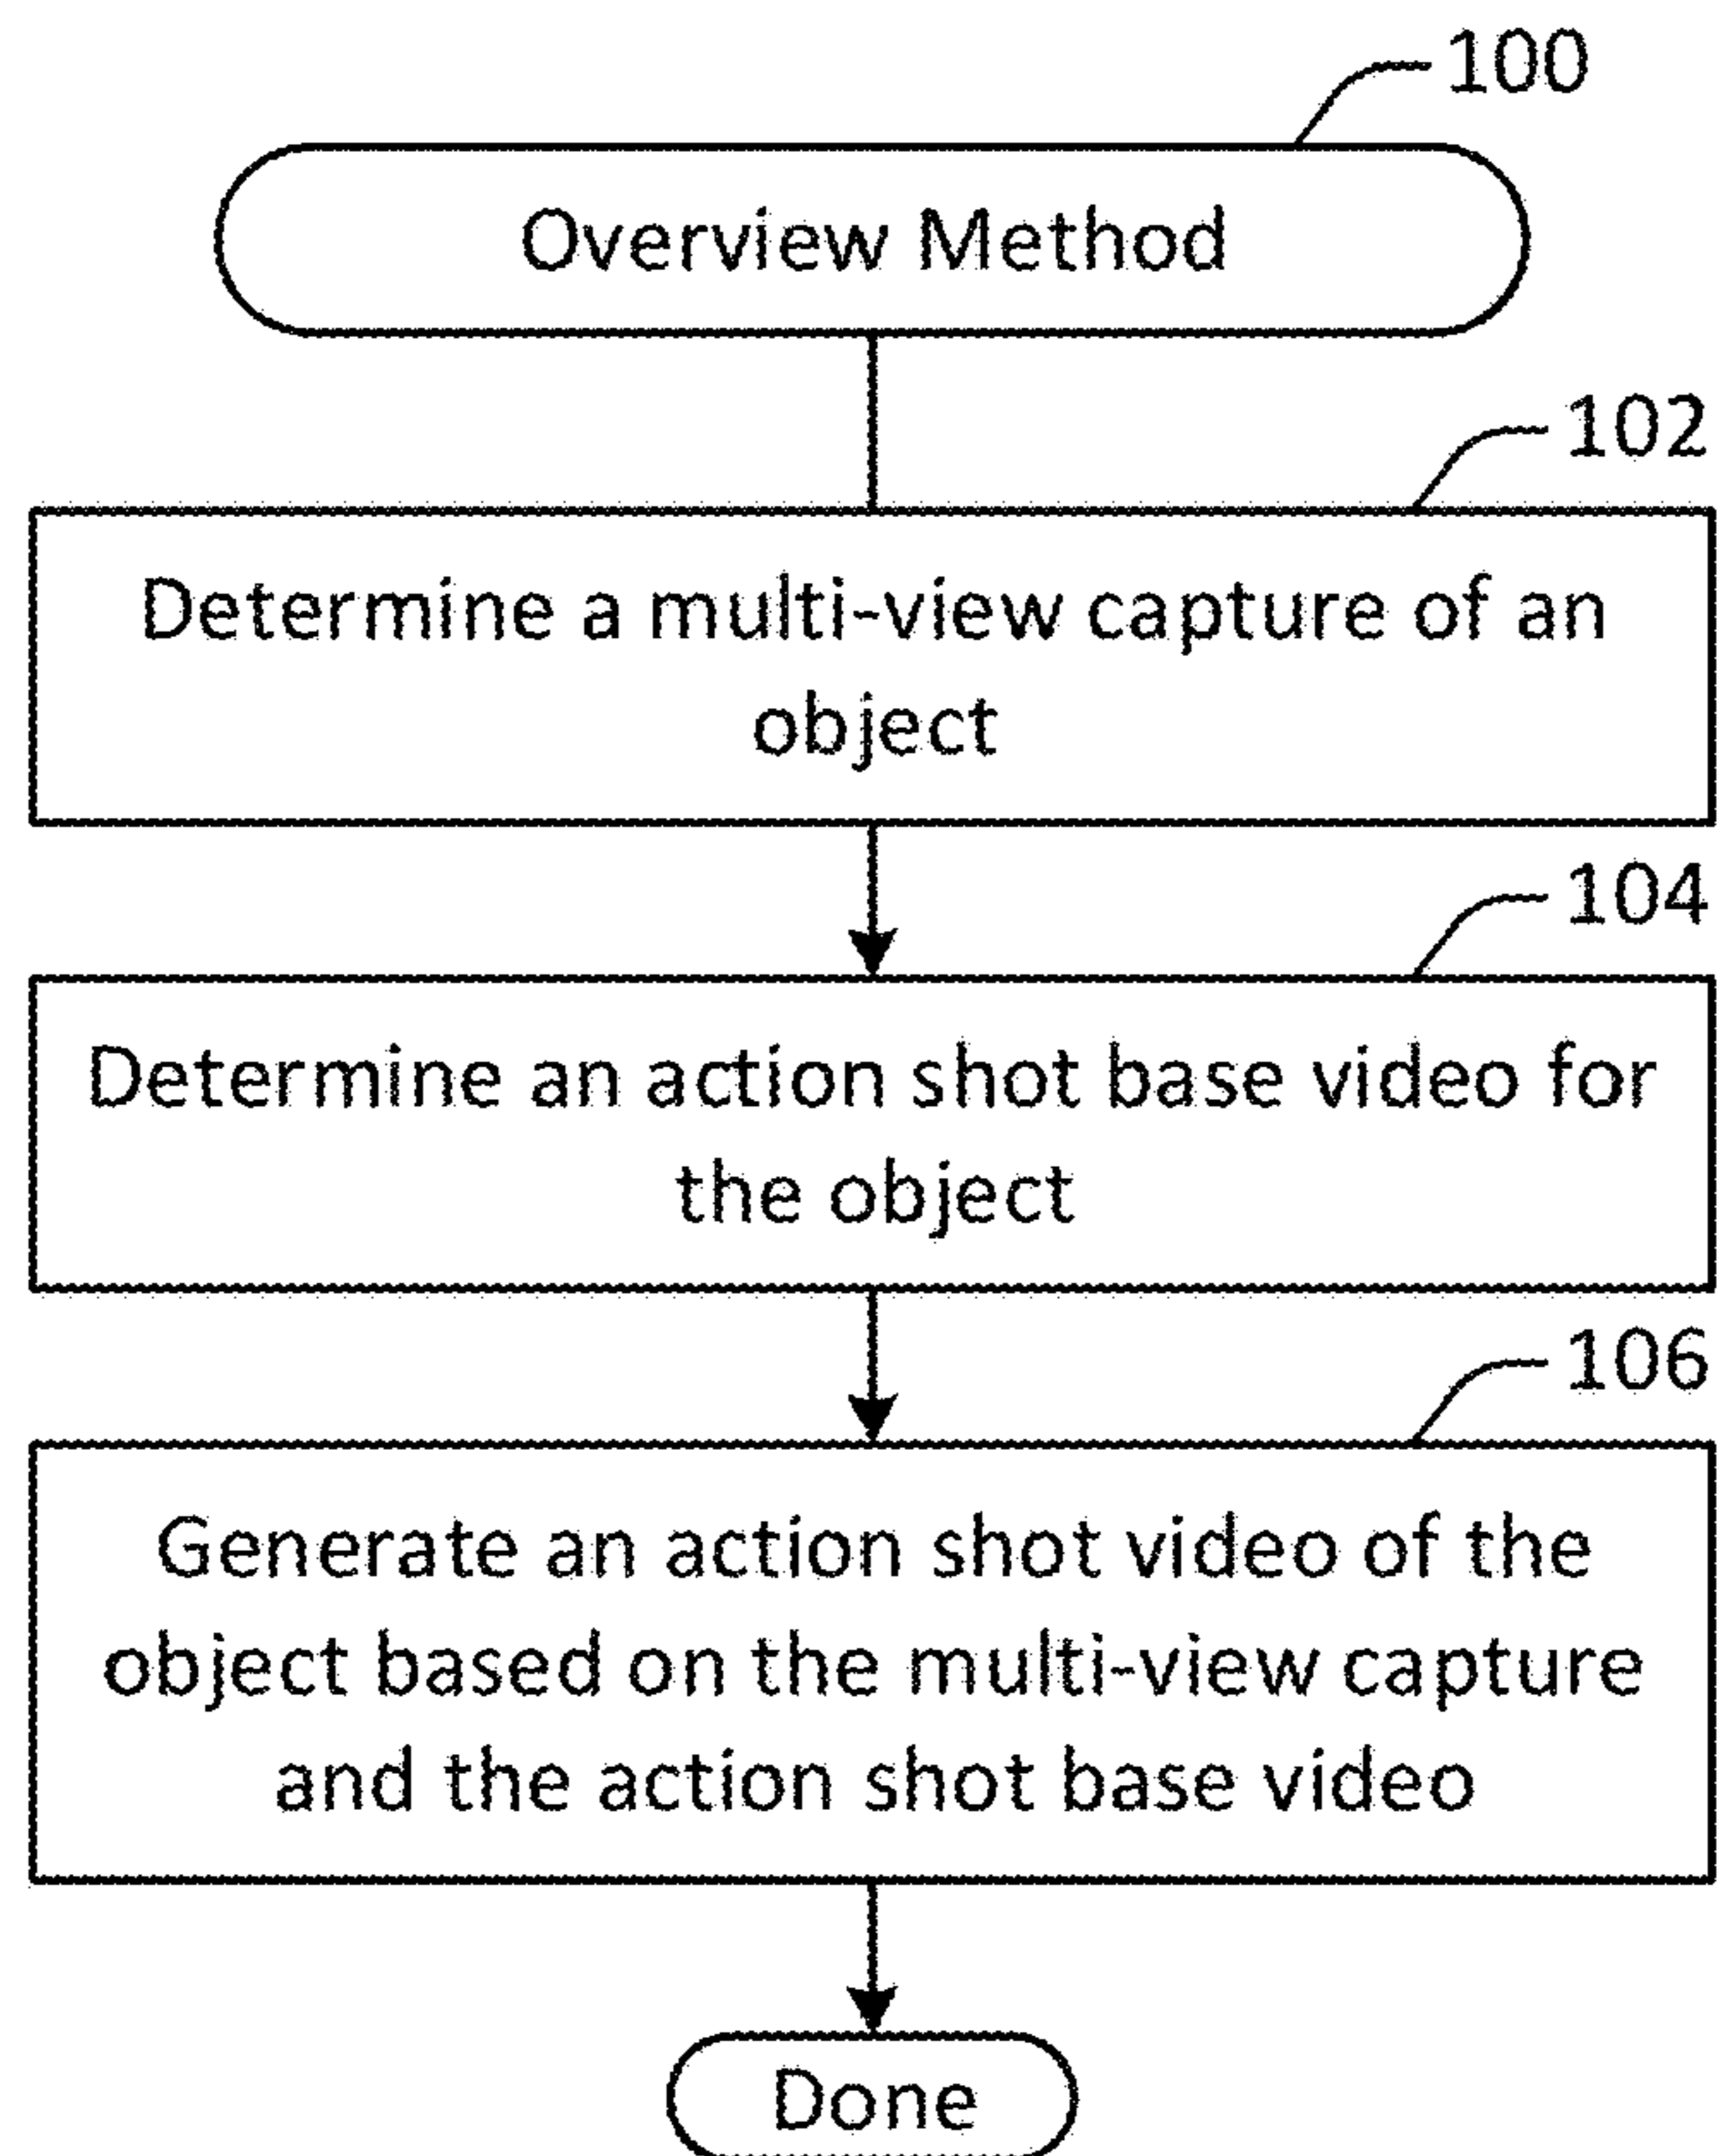 100
Overview Method
102
Determine a multi-view capture of an
object
104
Determine an action shot base video for
the object
106
Generate an action shot video of the
object based on the multi-view capture
and the action shot base video
Done